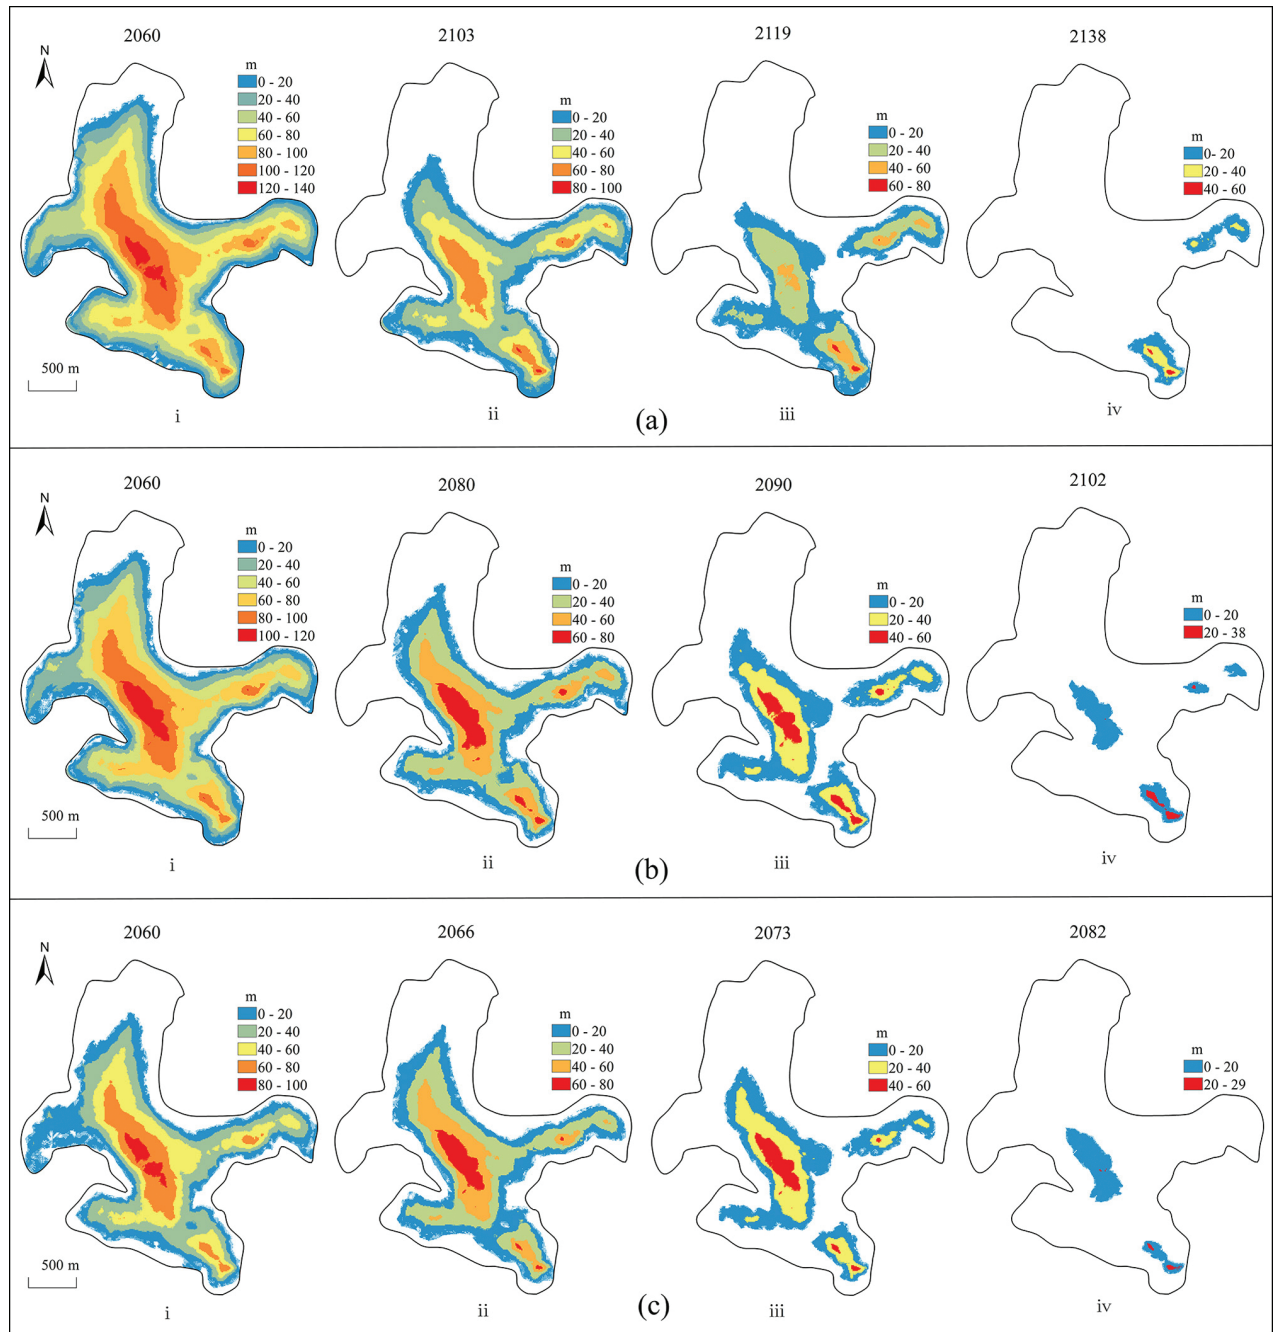 2060
2103
2119
2138
N
m
0 - 20
20 - 40
40 - 60
60 - 80
80 - 100
100 - 120
120 - 140
m
0 - 20
20 - 40
40 - 60
60 - 80
80 - 100
m
0 - 20
20 - 40
40 - 60
60 - 80
m
0- 20
20 - 40
40 - 60
500 m
i
ii
iii
iv
(a)
2060
2080
2090
2102
N
m
0 - 20
20 - 40
40 - 60
60 - 80
80 - 100
100 - 120
m
0 - 20
20 - 40
40 - 60
60 - 80
m
0 - 20
20 - 40
40 - 60
m
0 - 20
20 - 38
500 m
i
ii
iii
iv
(b)
2060
2066
2073
2082
N
m
0 - 20
20 - 40
40 - 60
60 - 80
80 - 100
m
0 - 20
20 - 40
40 - 60
60 - 80
m
0 - 20
20 - 40
40 - 60
m
0 - 20
20 - 29
500 m
i
ii
iii
iv
(c)